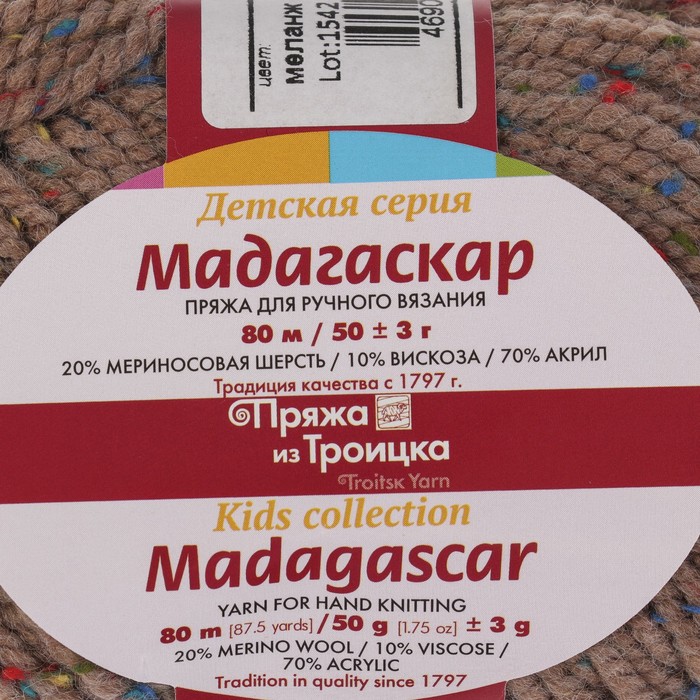 цвет:
меланж
Lot:1542
4690
Детская серия
Мадагаскар
ПРЯЖА ДЛЯ РУЧНОГО ВЯЗАНИЯ
80 м / 50 ± 3 г
20% МЕРИНОСОВАЯ ШЕРСТЬ / 10% ВИСКОЗА / 70% АКРИЛ
Традиция качества с 1797 г.
Пряжа
из Троицка
Troitsk Yarn
Kids collection
Madagascar
YARN FOR HAND KNITTING
80 m [87.5 yards] / 50 g [1.75 oz] ± 3 g
20% MERINO WOOL / 10% VISCOSE /
70% ACRYLIC
Tradition in quality since 1797